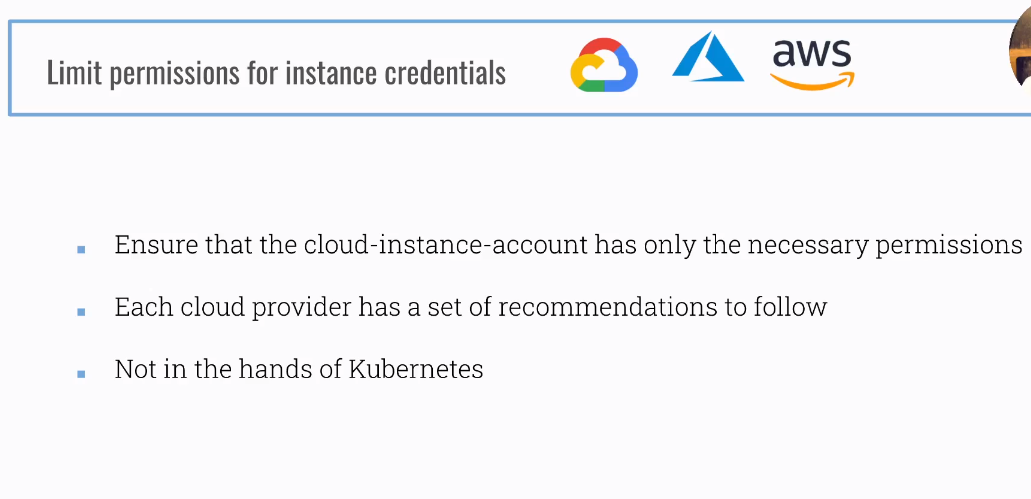 Limit permissions for instance credentials
aws
Ensure that the cloud-instance-account has only the necessary permissions
Each cloud provider has a set of recommendations to follow
Not in the hands of Kubernetes